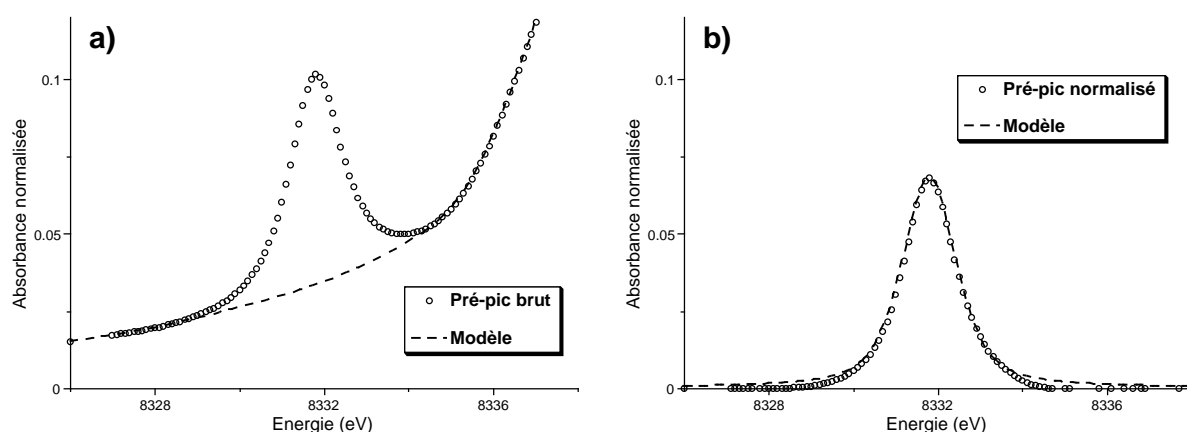 a)
Absorbance normalisée
0.1
0.05
0
Pré-pic brut
Modèle
8328
8332
8336
Energie (eV)
b)
Absorbance normalisée
0.1
0.05
0
Pré-pic normalisé
Modèle
8328
8332
8336
Energie (eV)